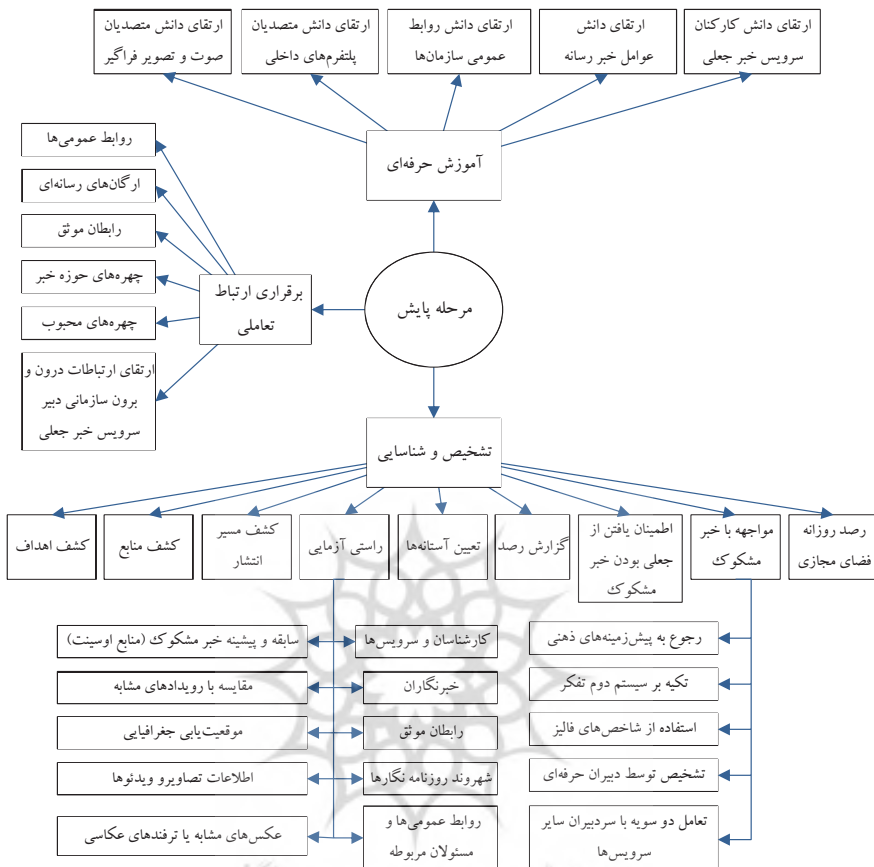 ارتقای دانش کارکنان
سرویس خبر جعلی
ارتقای دانش
عوامل خبر رسانه
ارتقای دانش روابط
عمومی سازمان‌ها
ارتقای دانش متصدیان
پلتفرم‌های داخلی
ارتقای دانش متصدیان
صوت و تصویر فراگیر
آموزش حرفه‌ای
روابط عمومی‌ها
ارگان‌های رسانه‌ای
رابطان موثق
چهره‌های حوزه خبر
چهره‌های محبوب
ارتقای ارتباطات درون و
برون سازمانی دبیر
سرویس خبر جعلی
برقراری ارتباط
تعاملی
مرحله پایش
تشخیص و شناسایی
رصد روزانه
فضای مجازی
مواجهه با خبر
مشکوک
اطمینان یافتن از
جعلی بودن خبر
مشکوک
گزارش رصد
تعیین آستانه‌ها
راستی آزمایی
کشف مسیر
انتشار
کشف منابع
کشف اهداف
رجوع به پیش‌زمینه‌های ذهنی
تکیه بر سیستم دوم تفکر
استفاده از شاخص‌های فالیز
تشخیص توسط دبیران حرفه‌ای
تعامل دو سویه با سردبیران سایر
سرویس‌ها
کارشناسان و سرویس‌ها
خبرنگاران
رابطان موثق
شهروند روزنامه نگارها
روابط عمومی‌ها و
مسئولان مربوطه
سابقه و پیشینه خبر مشکوک (منابع اوسینت)
مقایسه با رویدادهای مشابه
موقعیت‌یابی جغرافیایی
اطلاعات تصاویرو ویدئوها
عکس‌های مشابه یا ترفندهای عکاسی